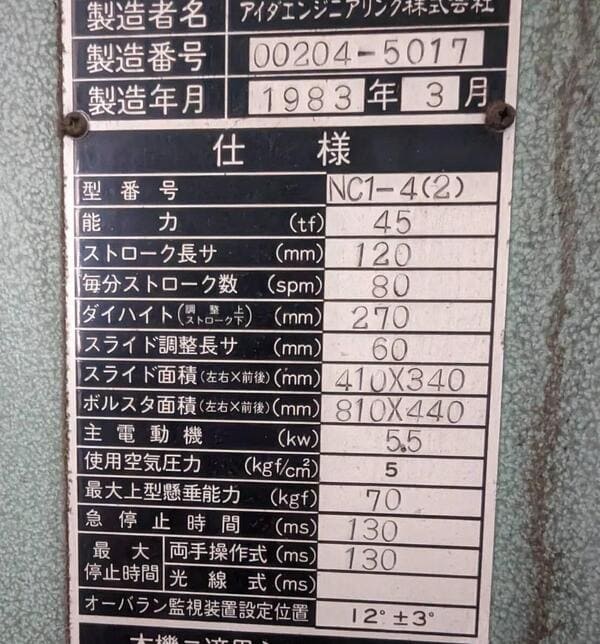 製造者名 アイダエンジニアリング株式会社
製造番号 00204-5017
製造年月 1983年 3月
仕様
型番号 NC1-4(2)
能力 (tf) 45
ストローク長サ (mm) 120
毎分ストローク数 (spm) 80
ダイハイト(調整上ストローク下) (mm) 270
スライド調整長サ (mm) 60
スライド面積(左右×前後)(mm) 410X340
ボルスタ面積(左右×前後)(mm) 810X440
主電動機 (kw) 5.5
使用空気圧力 (kgf/cm²) 5
最大上型懸垂能力 (kgf) 70
急停止時間 (ms) 130
最大停止時間 両手操作式 (ms) 130
光線式 (ms)
オーバラン監視装置設定位置 12°±3°